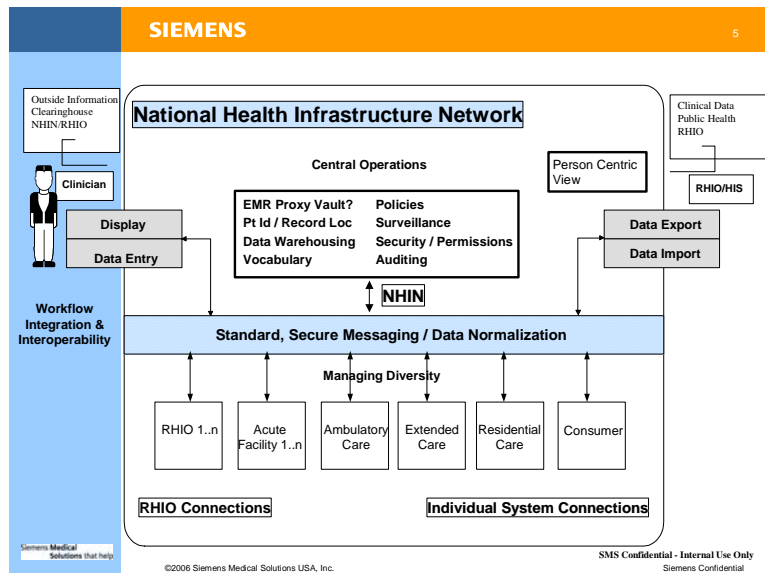 SIEMENS
5
Outside Information
Clearinghouse
NHIN/RHIO
National Health Infrastructure Network
Clinical Data
Public Health
RHIO
Central Operations
Person Centric
View
Clinician
RHIO/HIS
EMR Proxy Vault? Policies
Pt Id / Record Loc Surveillance
Data Warehousing Security / Permissions
Vocabulary Auditing
Display
Data Entry
Data Export
Data Import
NHIN
Workflow
Integration &
Interoperability
Standard, Secure Messaging / Data Normalization
Managing Diversity
RHIO 1..n
Acute
Facility 1..n
Ambulatory
Care
Extended
Care
Residential
Care
Consumer
RHIO Connections
Individual System Connections
Siemens Medical
Solutions that help
SMS Confidential - Internal Use Only
©2006 Siemens Medical Solutions USA, Inc.
Siemens Confidential